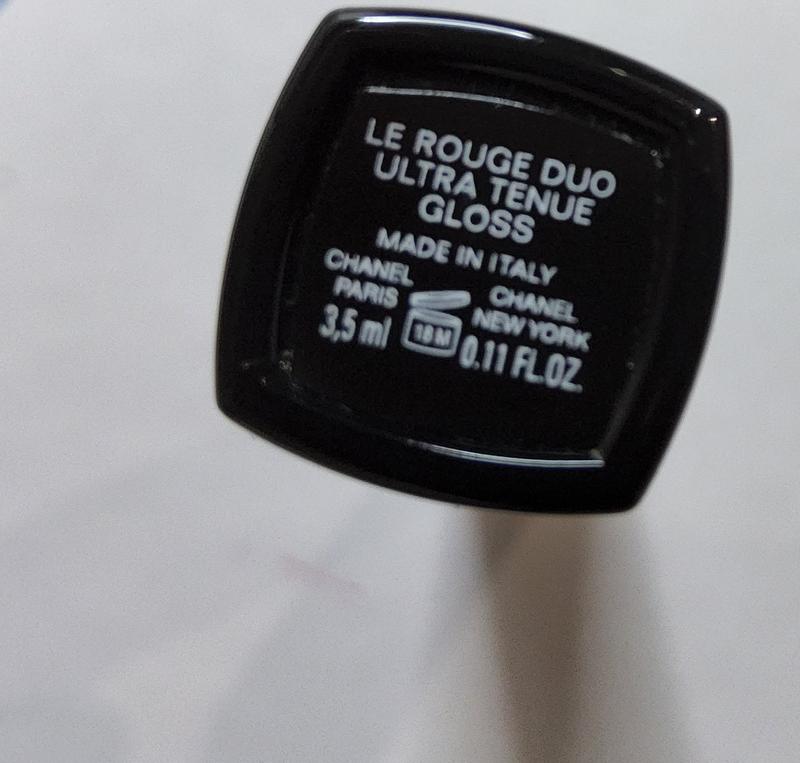 LE ROUGE DUO
ULTRA TENUE
GLOSS
MADE IN ITALY
CHANEL
PARIS
CHANEL
NEW YORK
3,5 ml
18 M
0.11 FL.OZ.